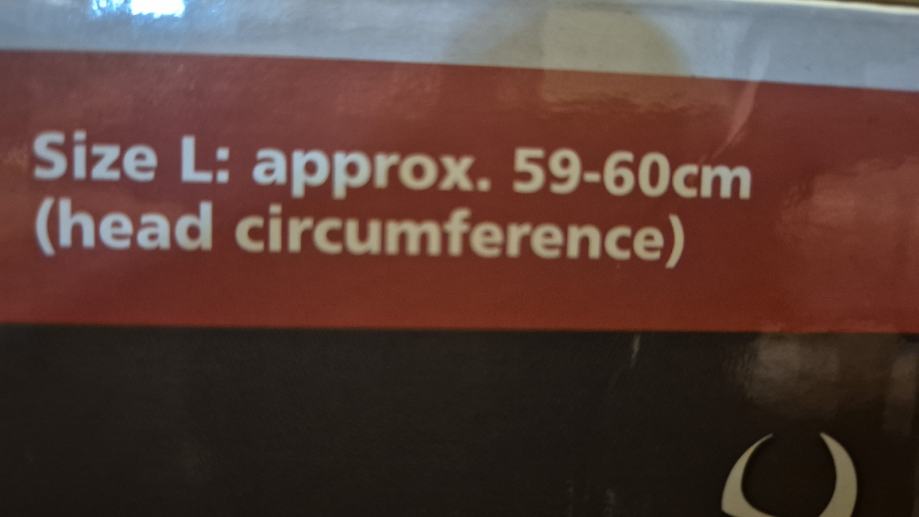 Size L: approx. 59-60cm
(head circumference)